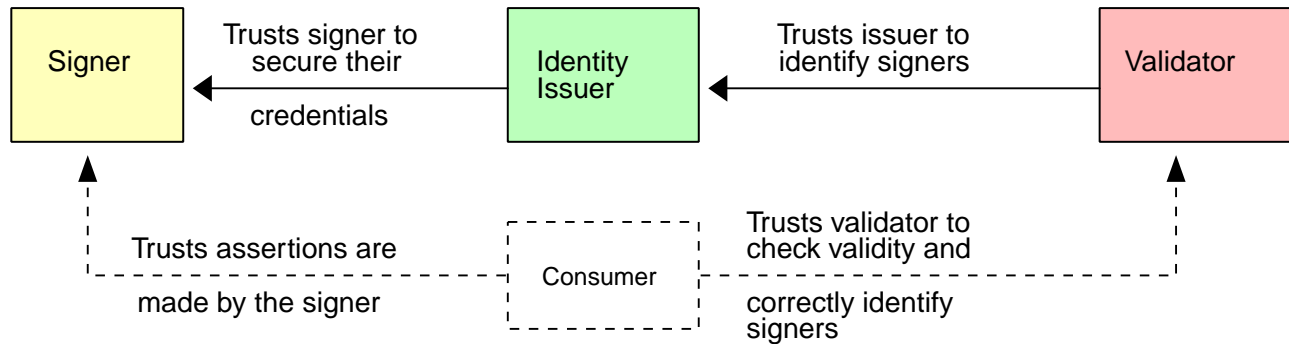 Signer
Trusts signer to
secure their
credentials
Identity
Issuer
Trusts issuer to
identify signers
Validator
Trusts assertions are
made by the signer
Consumer
Trusts validator to
check validity and
correctly identify
signers